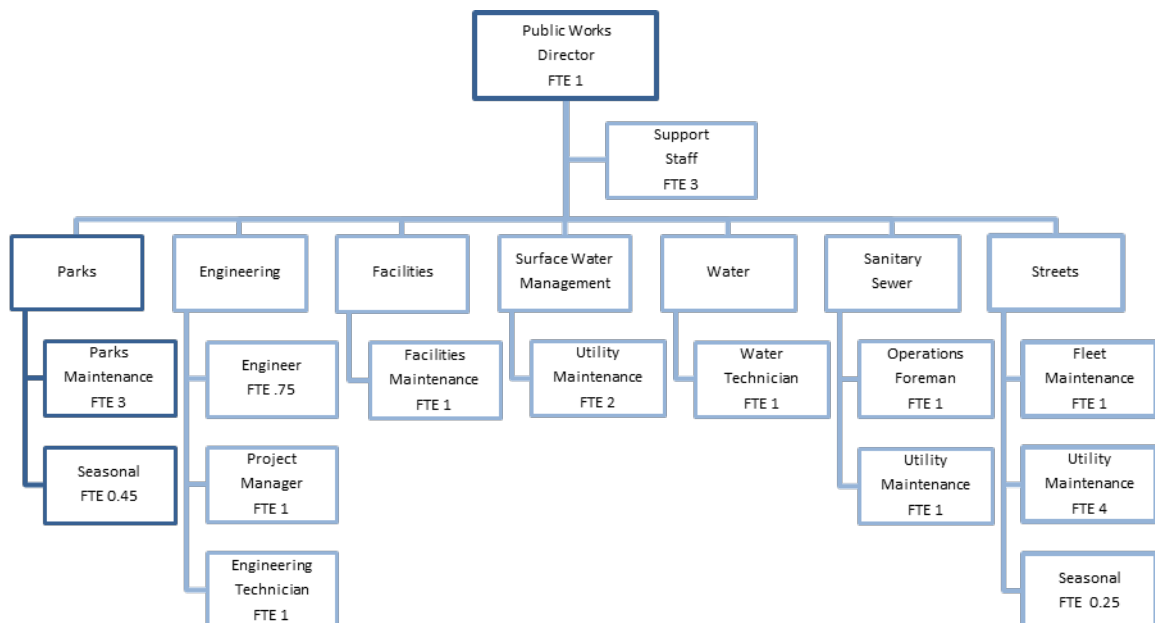 Public Works
Director
FTE 1
Support
Staff
FTE 3
Parks
Engineering
Facilities
Surface Water
Management
Water
Sanitary
Sewer
Streets
Parks
Maintenance
FTE 3
Engineer
FTE .75
Facilities
Maintenance
FTE 1
Utility
Maintenance
FTE 2
Water
Technician
FTE 1
Operations
Foreman
FTE 1
Fleet
Maintenance
FTE 1
Seasonal
FTE 0.45
Project
Manager
FTE 1
Utility
Maintenance
FTE 1
Utility
Maintenance
FTE 4
Engineering
Technician
FTE 1
Seasonal
FTE 0.25